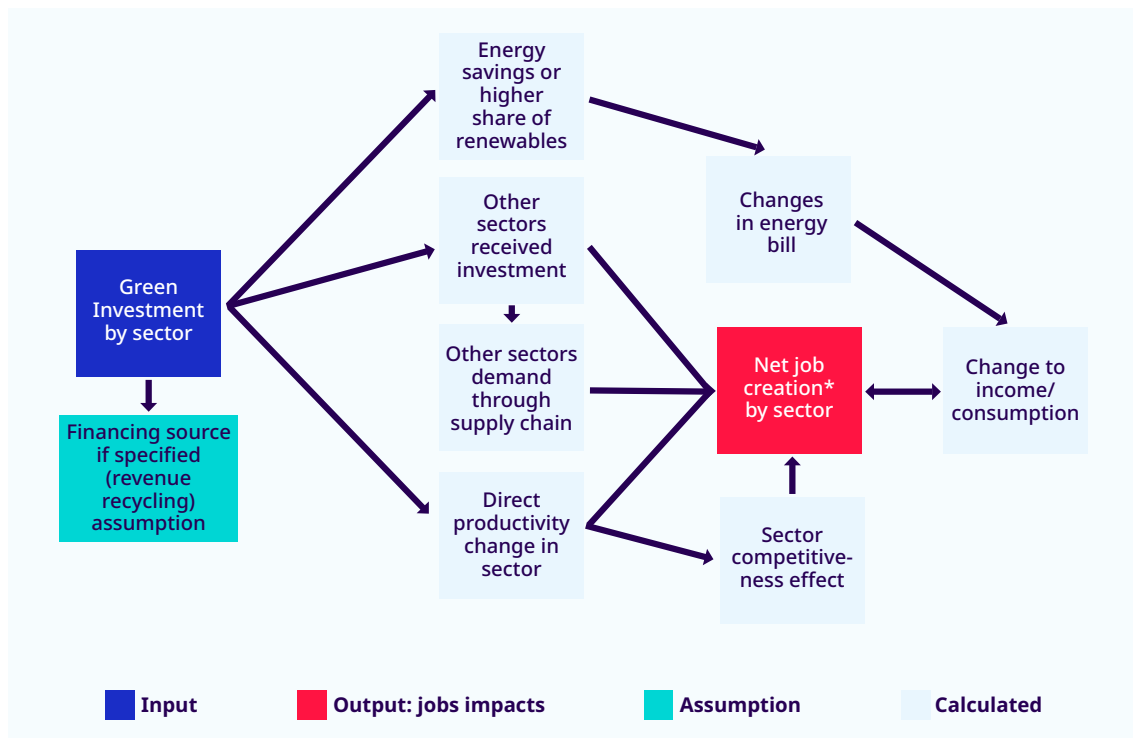 Energy
savings or
higher
share of
renewables
Other
sectors
received
investment
Changes
in energy
bill
Green
Investment
by sector
Other sectors
demand
through
supply chain
Net job
creation*
by sector
Change to
income/
consumption
Financing source
if specified
(revenue
recycling)
assumption
Direct
productivity
change in
sector
Sector
competitive-
ness effect
Input
Output: jobs impacts
Assumption
Calculated